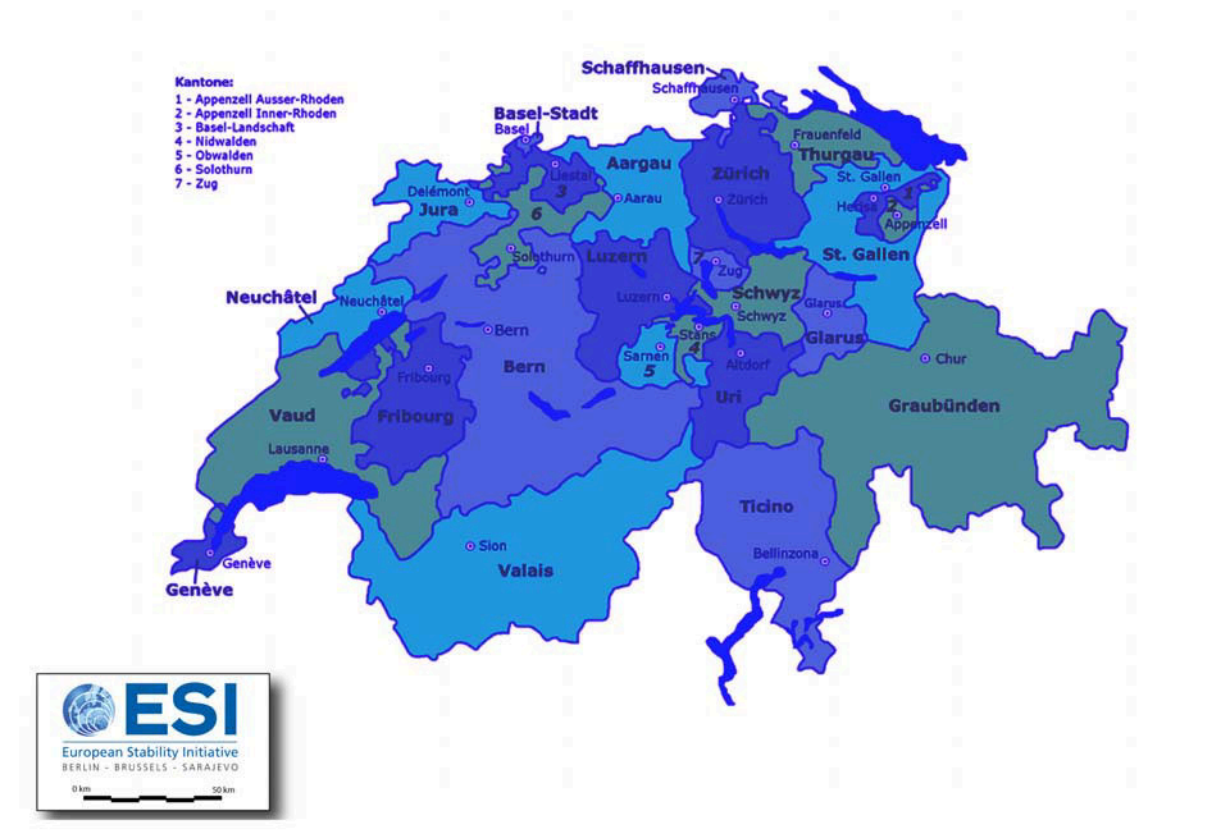 Kantone:
1 - Appenzell Ausser-Rhoden
2 - Appenzell Inner-Rhoden
3 - Basel-Landschaft
4 - Nidwalden
5 - Obwalden
6 - Solothurn
7 - Zug
Schaffhausen
Schaffhausen
Basel-Stadt
Basel
Frauenfeld
Thurgau
Aargau
Zürich
Liestal
3
St. Gallen
1
Delémont
Jura
Aarau
Zürich
Herisa
2
6
Appenzell
Solothurn
Luzern
7
Zug
St. Gallen
Neuchâtel
Neuchâtel
Luzern
Schwyz
Schwyz
Glarus
Glarus
Bern
Stans
4
Sarnen
5
Altdorf
Chur
Bern
Fribourg
Fribourg
Uri
Graubünden
Vaud
Lausanne
Ticino
Sion
Bellinzona
Valais
Genève
Genève
ESI
European Stability Initiative
BERLIN - BRUSSELS - SARAJEVO
0 km 50 km